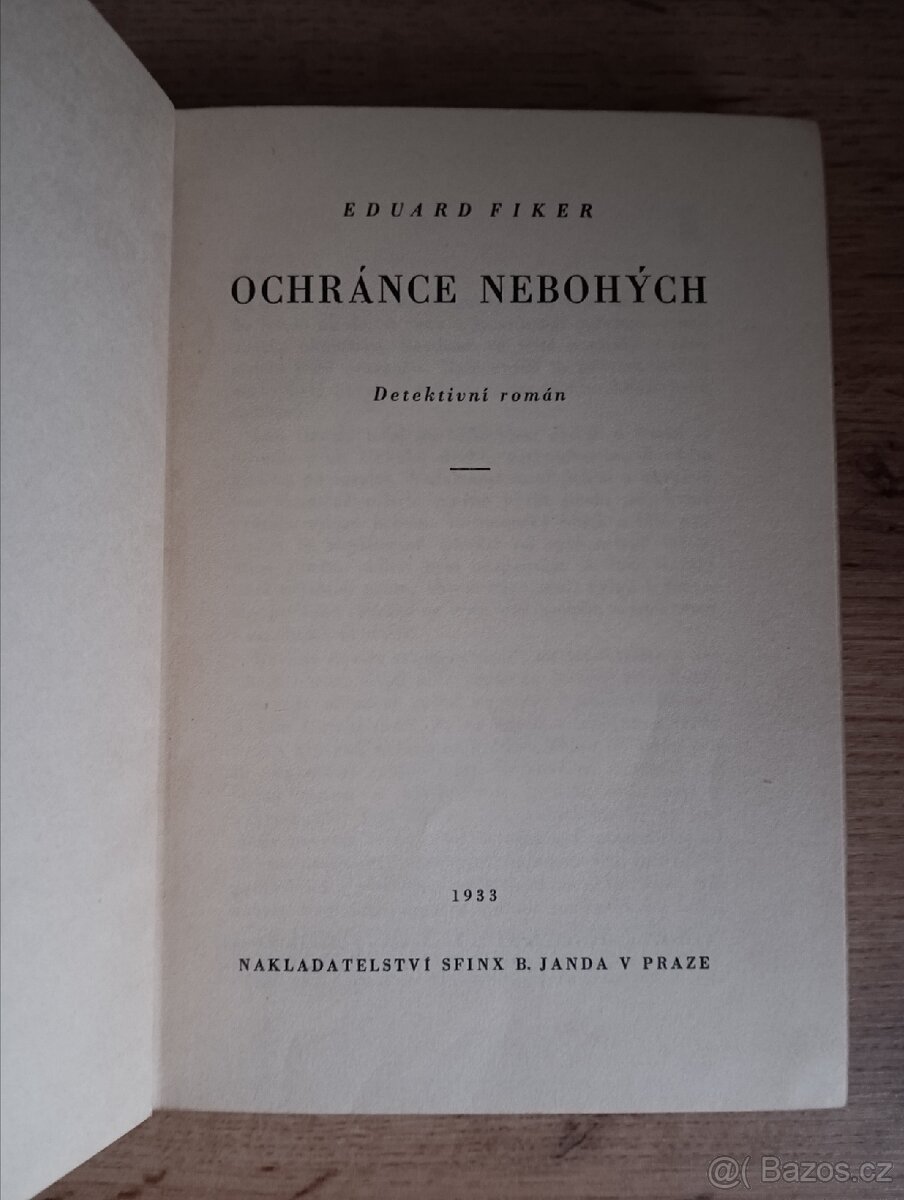 EDUARD FIKER
OCHRÁNCE NEBOHÝCH
Detektivní román
1933
NAKLADATELSTVÍ SFINX B. JANDA V PRAZE
@( Bazos.cz